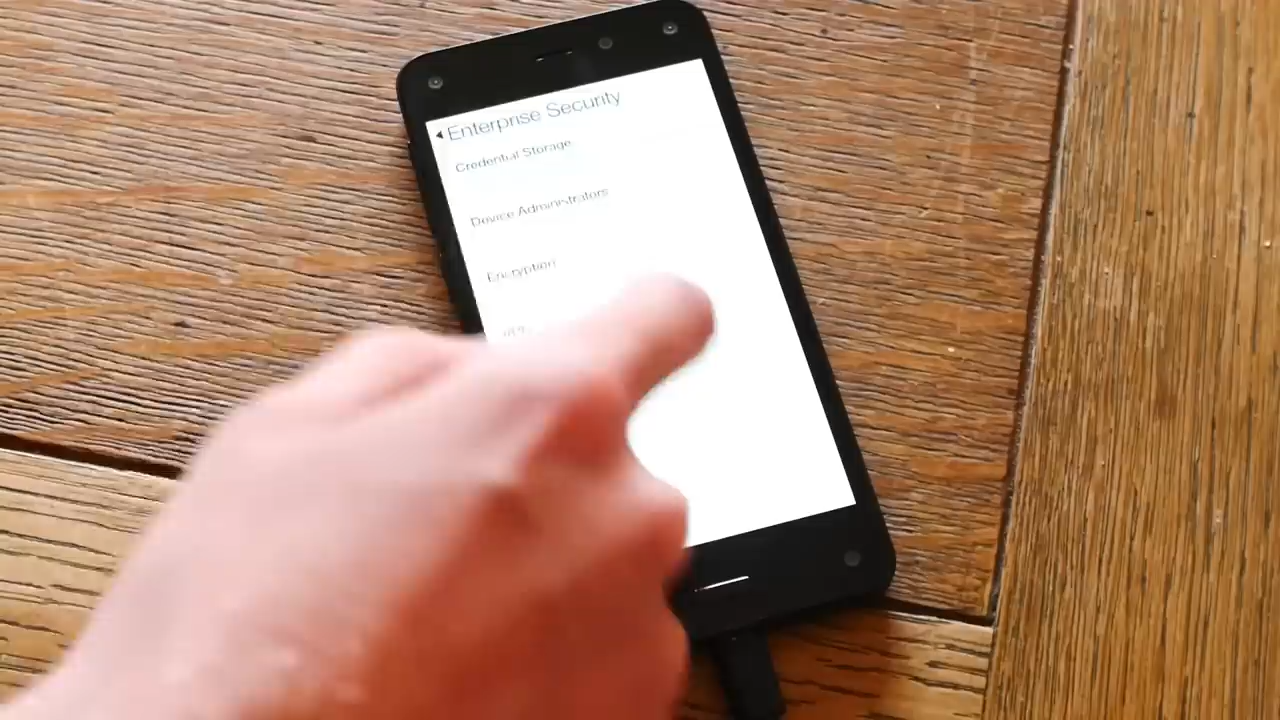 Enterprise Security
Credential Storage
Device Administrators
Encryption